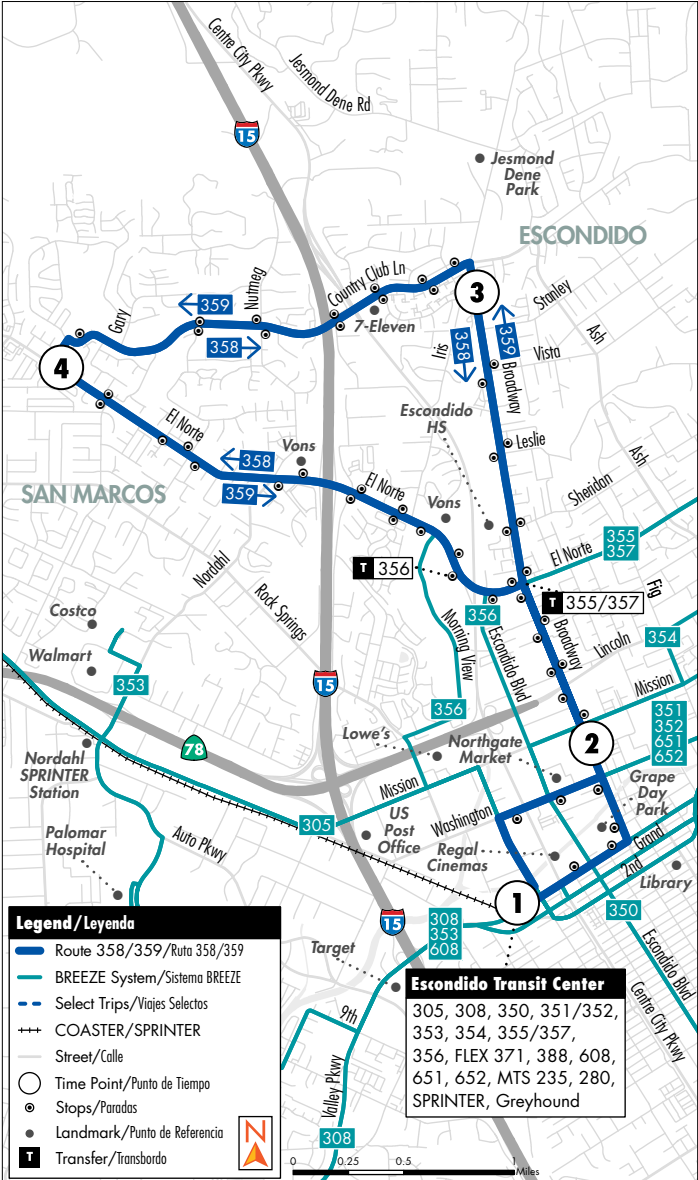 Centre City Pkwy
Jesmond Dene Rd
15
Jesmond
Dene
Park
ESCONDIDO
Country Club Ln
Nutmeg
Gary
359
358
7-Eleven
3
Stanley
Ash
Iris
358
359
Vista
Broadway
4
Escondido
HS
Leslie
El Norte
Vons
358
359
El Norte
Vons
Ash
Sheridan
SAN MARCOS
Nordahl
Rock Springs
T 356
El Norte
355
357
T 355/357
Fig
356
Morning View
Escondido Blvd
Broadway
Lincoln
354
Mission
Costco
Walmart
353
15
356
351
352
651
652
78
Lowe's
Northgate
Market
2
Nordahl
SPRINTER
Station
Mission
Grape
Day
Park
305
US
Post
Office
Washington
Regal
Cinemas
Grand
2nd
Library
Palomar
Hospital
Auto Pkwy
1
350
15
308
353
608
Target
Escondido Blvd
Centre City Pkwy
9th
Valley Pkwy
308
Legend/Leyenda
Route 358/359/Ruta 358/359
BREEZE System/Sistema BREEZE
Select Trips/Viajes Selectos
COASTER/SPRINTER
Street/Calle
Time Point/Punto de Tiempo
Stops/Paradas
Landmark/Punto de Referencia
T Transfer/Transbordo
N
Escondido Transit Center
305, 308, 350, 351/352,
353, 354, 355/357,
356, FLEX 371, 388, 608,
651, 652, MTS 235, 280,
SPRINTER, Greyhound
0 0.25 0.5 1
Miles